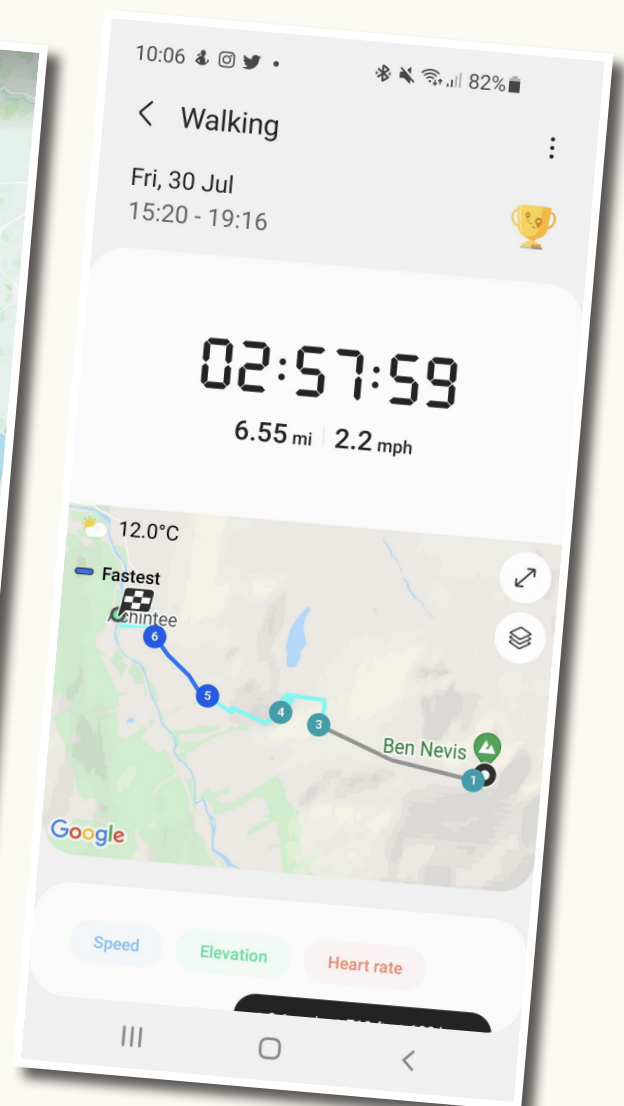 10:06 82%
Walking
Fri, 30 Jul
15:20 - 19:16
02:57:59
6.55 mi 2.2 mph
12.0°C
Fastest
chintee
6
5
4
3
Ben Nevis
1
Google
Speed Elevation Heart rate